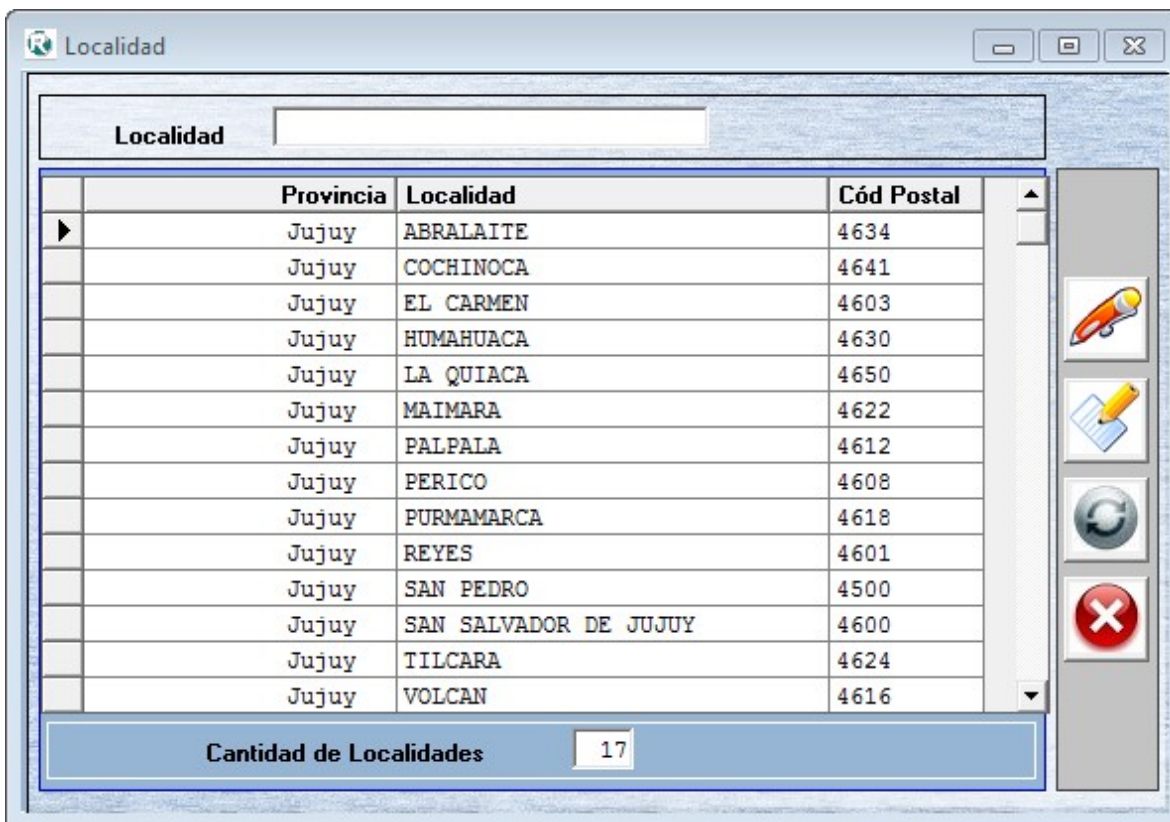 Localidad
Localidad
Provincia Localidad Cód Postal
Jujuy ABRALAITE 4634
Jujuy COCHINOCA 4641
Jujuy EL CARMEN 4603
Jujuy HUMAHUACA 4630
Jujuy LA QUIACA 4650
Jujuy MAIMARA 4622
Jujuy PALPALA 4612
Jujuy PERICO 4608
Jujuy PURMAMARCA 4618
Jujuy REYES 4601
Jujuy SAN PEDRO 4500
Jujuy SAN SALVADOR DE JUJUY 4600
Jujuy TILCARA 4624
Jujuy VOLCAN 4616
Cantidad de Localidades 17